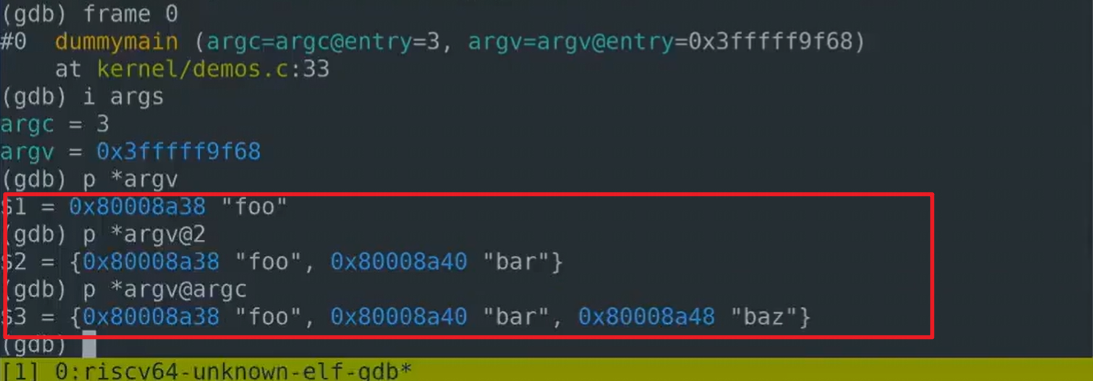 (gdb) frame 0
#0  dummymain (argc=argc@entry=3, argv=argv@entry=0x3fffff9f68)
    at kernel/demos.c:33
(gdb) i args
argc = 3
argv = 0x3fffff9f68
(gdb) p *argv
$1 = 0x80008a38 "foo"
(gdb) p *argv@2
$2 = {0x80008a38 "foo", 0x80008a40 "bar"}
(gdb) p *argv@argc
$3 = {0x80008a38 "foo", 0x80008a40 "bar", 0x80008a48 "baz"}
(gdb)
[1] 0:riscv64-unknown-elf-gdb*